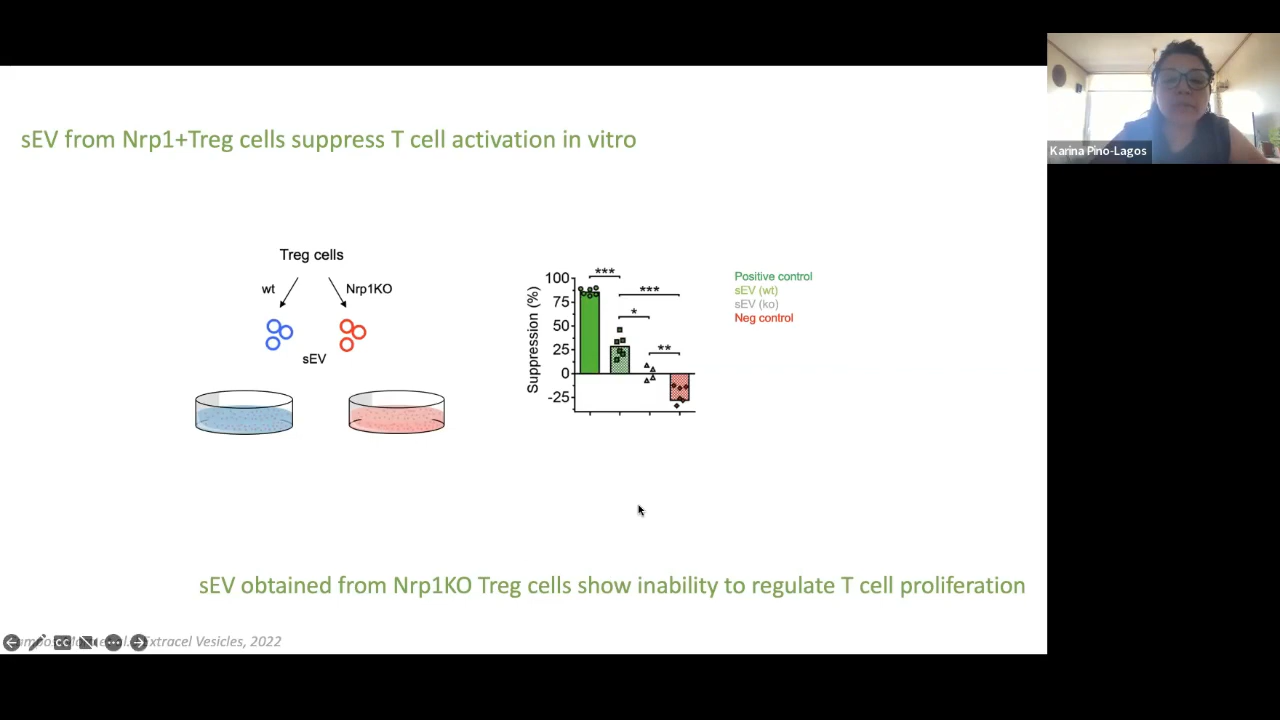 sEV from Nrp1+Treg cells suppress T cell activation in vitro
Karina Pino-Lagos
Treg cells
wt
Nrp1KO
sEV
Suppression (%)
100
75
50
25
0
-25
***
***
*
**
Positive control
sEV (wt)
sEV (ko)
Neg control
sEV obtained from Nrp1KO Treg cells show inability to regulate T cell proliferation
CC
Extracel Vesicles, 2022